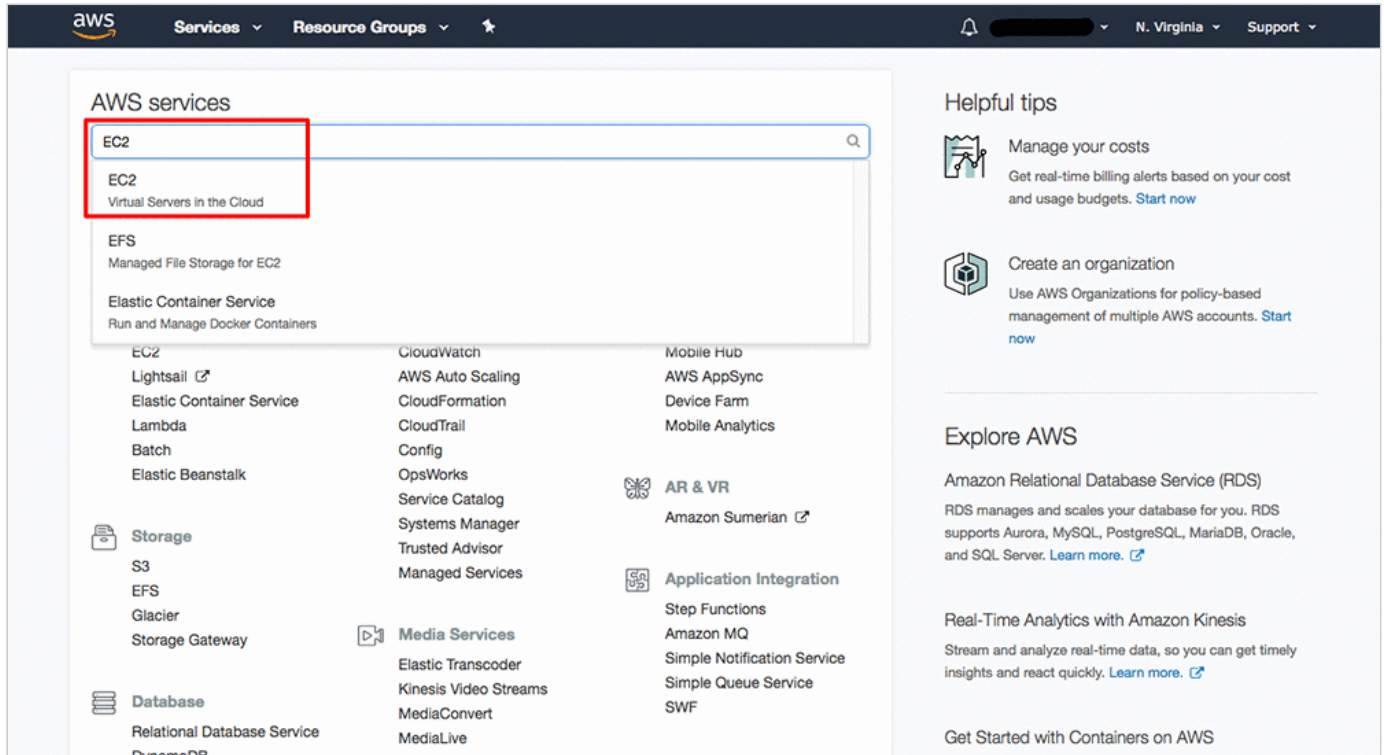 aws
Services
Resource Groups
N. Virginia
Support
AWS services
EC2
EC2
Virtual Servers in the Cloud
EFS
Managed File Storage for EC2
Elastic Container Service
Run and Manage Docker Containers
EC2
Lightsail
Elastic Container Service
Lambda
Batch
Elastic Beanstalk
Storage
S3
EFS
Glacier
Storage Gateway
Database
Relational Database Service
DynamoDB
CloudWatch
AWS Auto Scaling
CloudFormation
CloudTrail
Config
OpsWorks
Service Catalog
Systems Manager
Trusted Advisor
Managed Services
Media Services
Elastic Transcoder
Kinesis Video Streams
MediaConvert
MediaLive
Mobile Hub
AWS AppSync
Device Farm
Mobile Analytics
AR & VR
Amazon Sumerian
Application Integration
Step Functions
Amazon MQ
Simple Notification Service
Simple Queue Service
SWF
Helpful tips
Manage your costs
Get real-time billing alerts based on your cost
and usage budgets. Start now
Create an organization
Use AWS Organizations for policy-based
management of multiple AWS accounts. Start
now
Explore AWS
Amazon Relational Database Service (RDS)
RDS manages and scales your database for you. RDS
supports Aurora, MySQL, PostgreSQL, MariaDB, Oracle,
and SQL Server. Learn more.
Real-Time Analytics with Amazon Kinesis
Stream and analyze real-time data, so you can get timely
insights and react quickly. Learn more.
Get Started with Containers on AWS